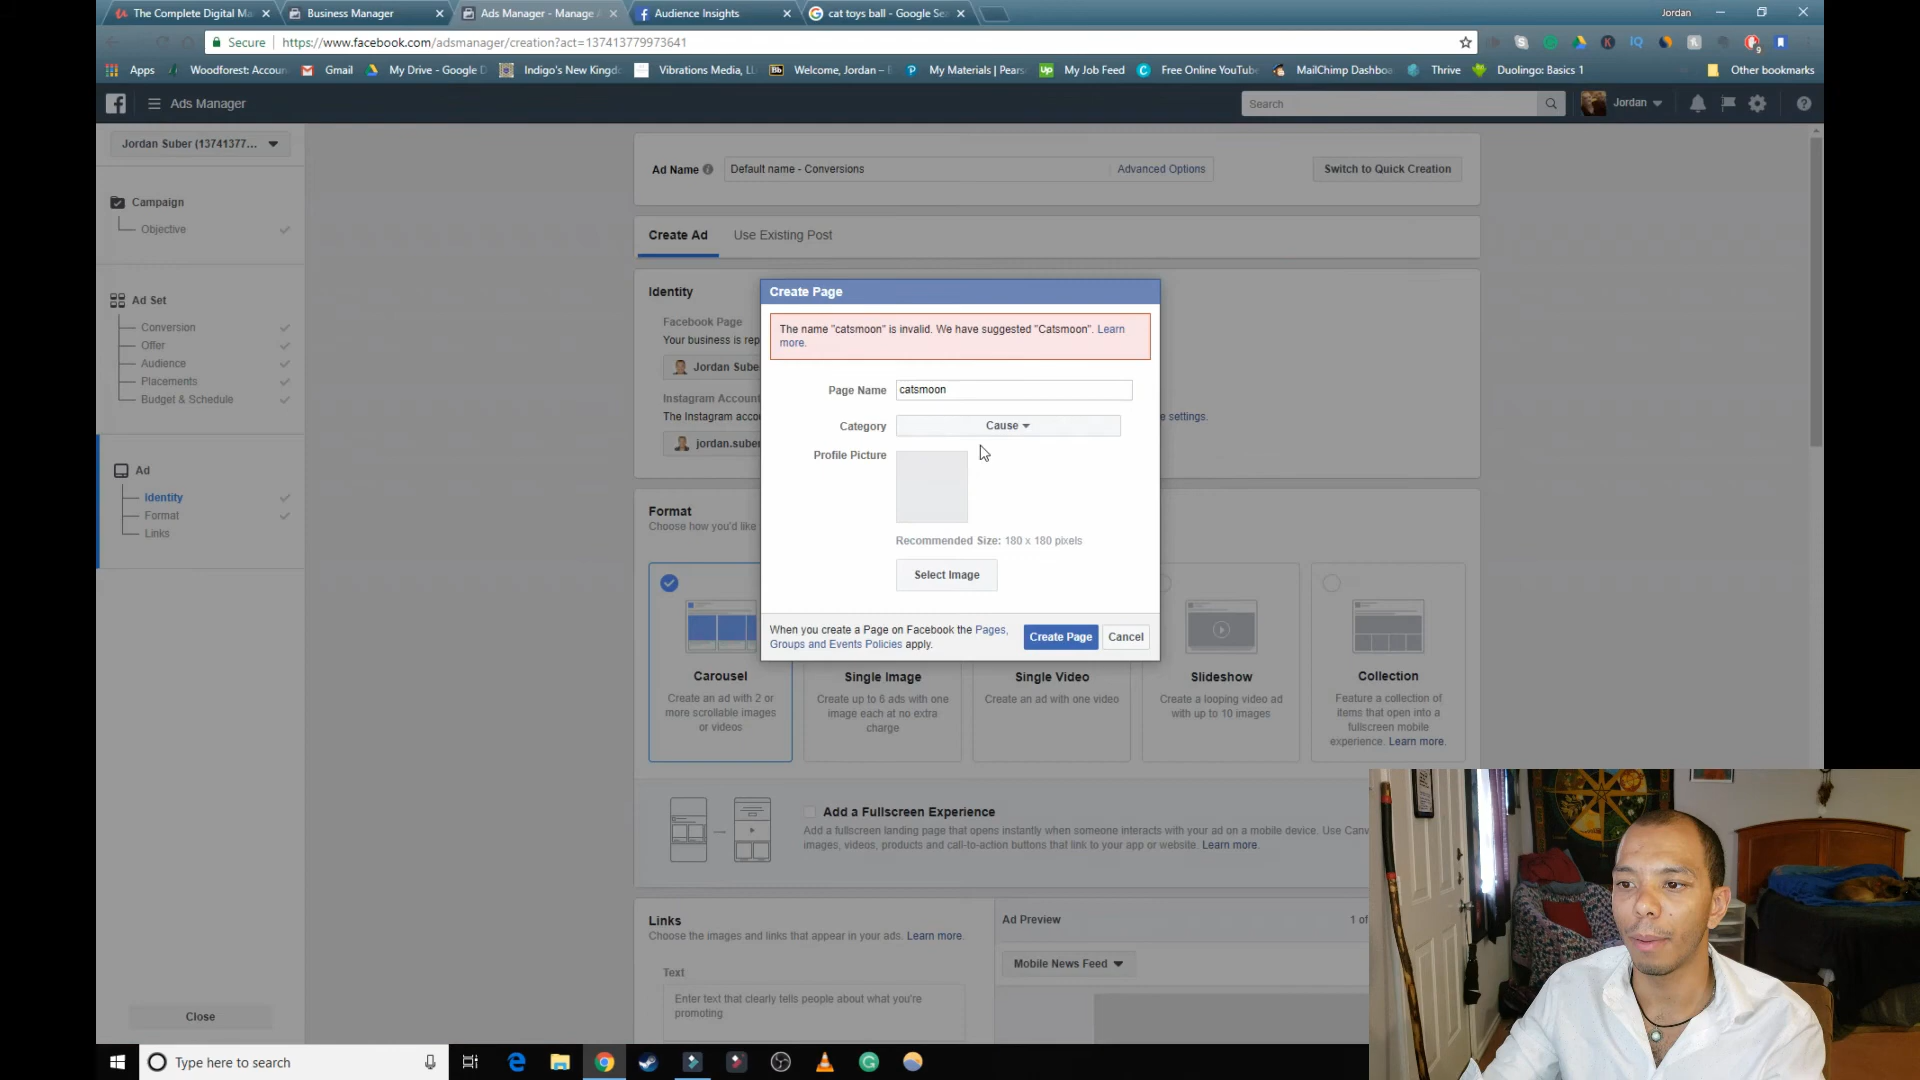 The Complete Digital Ma
Business Manager
Ads Manager - Manage A
Audience Insights
cat toys ball - Google Se
Jordan
Secure
https://www.facebook.com/adsmanager/creation?act=137413779973641
Apps
Woodforest: Accoun
Gmail
My Drive - Google D
Indigo's New Kingdo
Vibrations Media, LL
Bb
Welcome, Jordan –
My Materials | Pears
up
My Job Feed
Free Online YouTube
MailChimp Dashboa
Thrive
Duolingo: Basics 1
Other bookmarks
Ads Manager
Search
Jordan
Jordan Suber (13741377...
Ad Name
Default name - Conversions
Advanced Options
Switch to Quick Creation
Campaign
Objective
Create Ad
Use Existing Post
Ad Set
Conversion
Offer
Audience
Placements
Budget & Schedule
Identity
Facebook Page
Your business is rep
Jordan Sube
Instagram Account
The Instagram accou
e settings.
jordan.suber
Create Page
The name "catsmoon" is invalid. We have suggested "Catsmoon". Learn
more.
Page Name
catsmoon
Category
Cause
Profile Picture
Recommended Size: 180 x 180 pixels
Select Image
When you create a Page on Facebook the Pages,
Groups and Events Policies apply.
Create Page
Cancel
Ad
Identity
Format
Links
Format
Choose how you'd like
Carousel
Create an ad with 2 or
more scrollable images
or videos
Single Image
Create up to 6 ads with one
image each at no extra
charge
Single Video
Create an ad with one video
Slideshow
Create a looping video ad
with up to 10 images
Collection
Feature a collection of
items that open into a
fullscreen mobile
experience. Learn more.
Add a Fullscreen Experience
Add a fullscreen landing page that opens instantly when someone interacts with your ad on a mobile device. Use Canv
images, videos, products and call-to-action buttons that link to your app or website. Learn more.
Links
Choose the images and links that appear in your ads. Learn more.
Text
Enter text that clearly tells people about what you're
promoting
Ad Preview
1 of
Mobile News Feed
Close
Type here to search